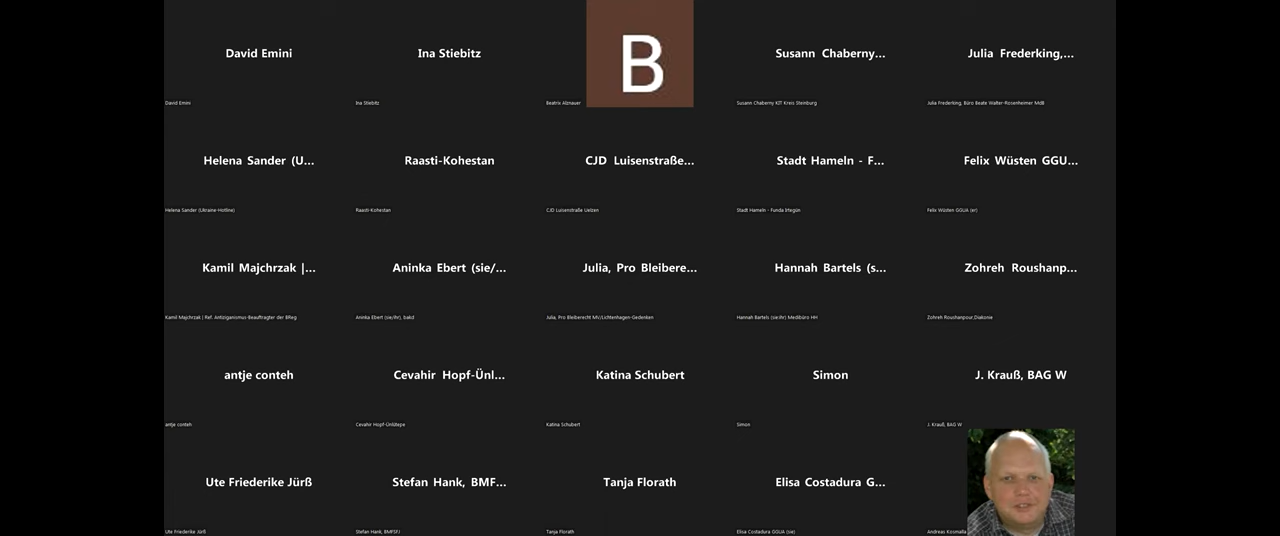 David Emini
Ina Stiebitz
B
Susann Chaberny...
Julia Frederking,...
David Emini
Ina Stiebitz
Beatrix Alznauer
Susann Chaberny KIT Kreis Steinburg
Julia Frederking, Büro Beate Walter-Rosenheimer MdB
Helena Sander (U...
Raasti-Kohestan
CJD Luisenstraße...
Stadt Hameln - F...
Felix Wüsten GGU...
Helena Sander (Ukraine-Hotline)
Raasti-Kohestan
CJD Luisenstraße Uelzen
Stadt Hameln - Funda Irtegün
Felix Wüsten GGUA (er)
Kamil Majchrzak |...
Aninka Ebert (sie/...
Julia, Pro Bleibere...
Hannah Bartels (s...
Zohreh Roushanp...
Kamil Majchrzak | Ref. Antiziganismus-Beauftragter der BReg
Aninka Ebert (sie/ihr), bakd
Julia, Pro Bleiberecht MV/Lichtenhagen-Gedenken
Hannah Bartels (sie:ihr) Medibüro HH
Zohreh Roushanpour,Diakonie
antje conteh
Cevahir Hopf-Ünl...
Katina Schubert
Simon
J. Krauß, BAG W
antje conteh
Cevahir Hopf-Ünlütepe
Katina Schubert
Simon
J. Krauß, BAG W
Ute Friederike Jürß
Stefan Hank, BMF...
Tanja Florath
Elisa Costadura G...
Ute Friederike Jürß
Stefan Hank, BMFSFJ
Tanja Florath
Elisa Costadura GGUA (sie)
Andreas Kosmalla